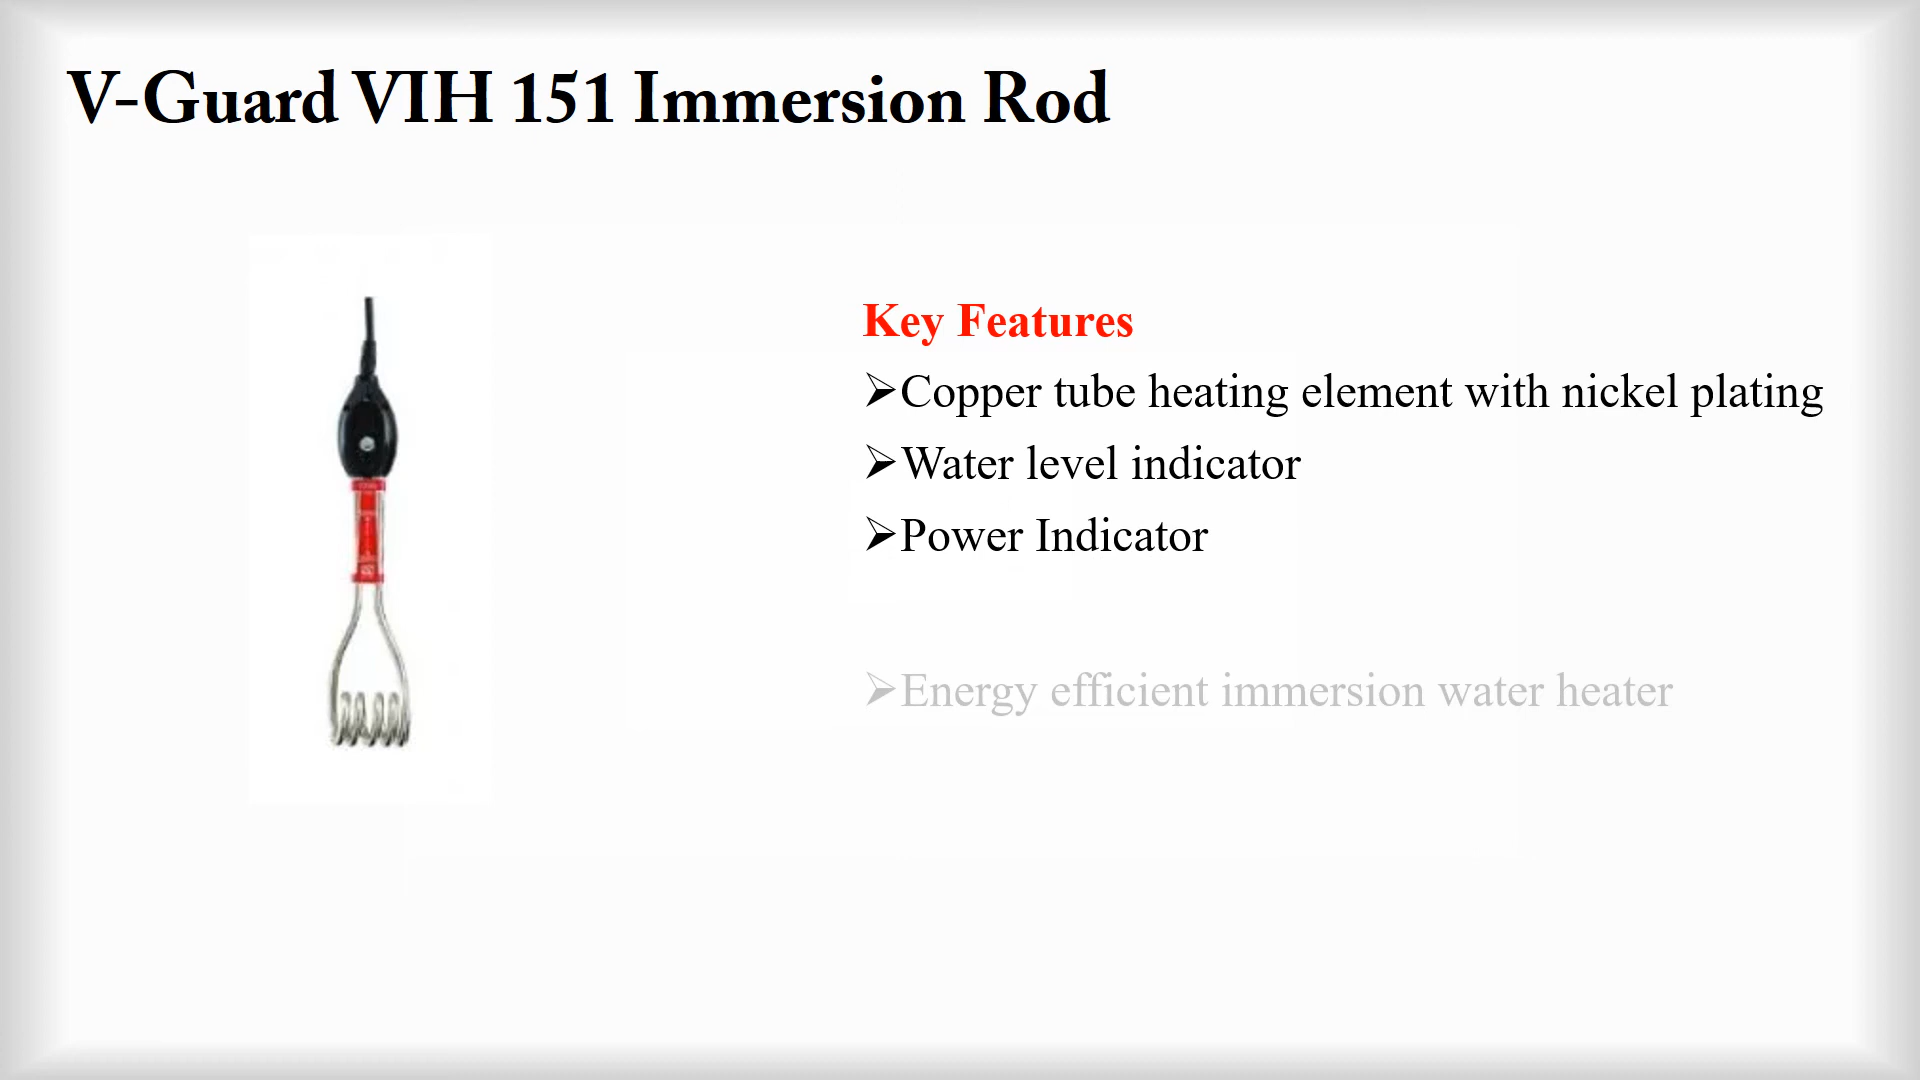 V-Guard VIH 151 Immersion Rod
Key Features
➢Copper tube heating element with nickel plating
➢Water level indicator
➢Power Indicator
➢Energy efficient immersion water heater